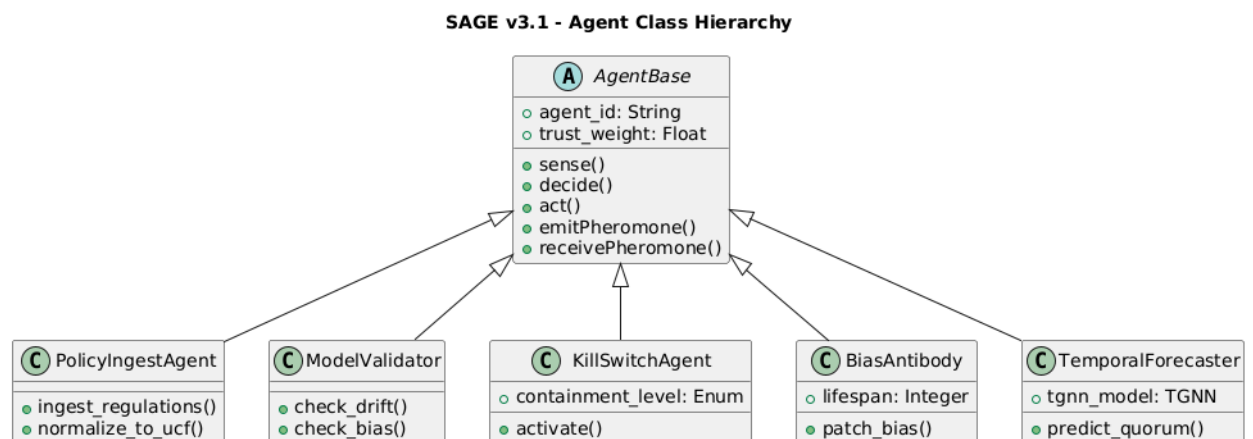 SAGE v3.1 - Agent Class Hierarchy
A AgentBase
agent_id: String
trust_weight: Float
sense()
decide()
act()
emitPheromone()
receivePheromone()
C PolicyIngestAgent
ingest_regulations()
normalize_to_ucf()
C ModelValidator
check_drift()
check_bias()
C KillSwitchAgent
containment_level: Enum
activate()
C BiasAntibody
lifespan: Integer
patch_bias()
C TemporalForecaster
tgnn_model: TGNN
predict_quorum()